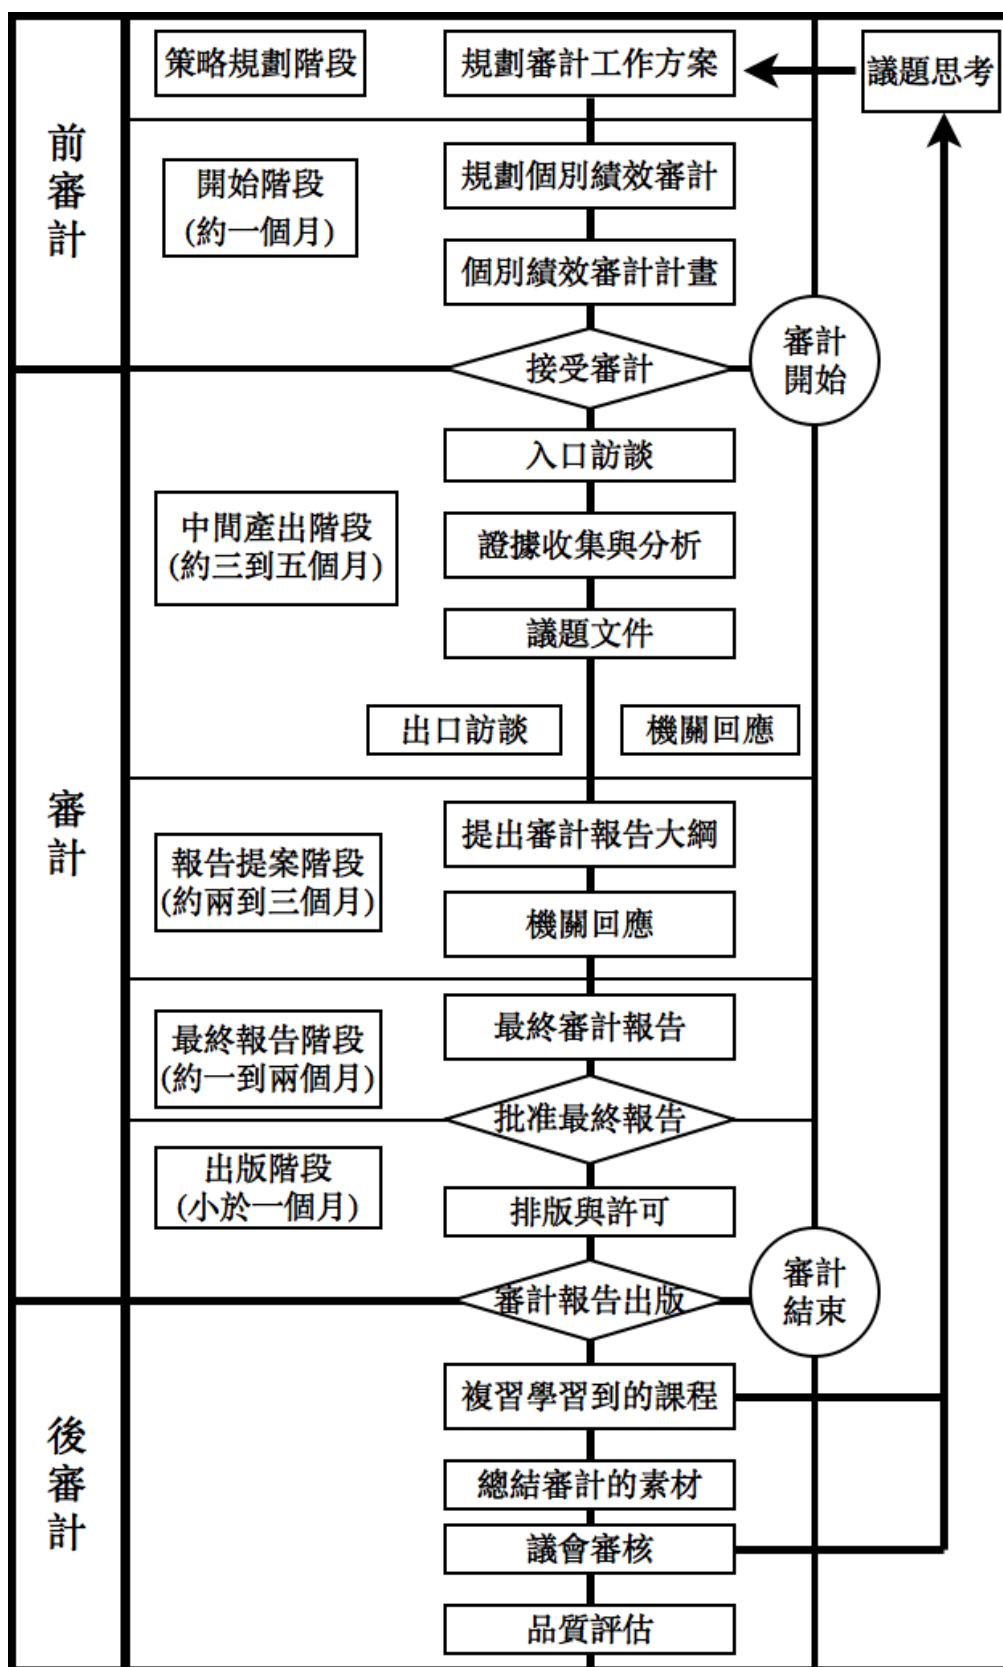 前審計
策略規劃階段
規劃審計工作方案
議題思考
開始階段
(約一個月)
規劃個別績效審計
個別績效審計計畫
接受審計
審計
開始
審計
入口訪談
中間產出階段
(約三到五個月)
證據收集與分析
議題文件
出口訪談
機關回應
報告提案階段
(約兩到三個月)
提出審計報告大綱
機關回應
最終報告階段
(約一到兩個月)
最終審計報告
批准最終報告
出版階段
(小於一個月)
排版與許可
審計報告出版
審計
結束
後審計
複習學習到的課程
總結審計的素材
議會審核
品質評估